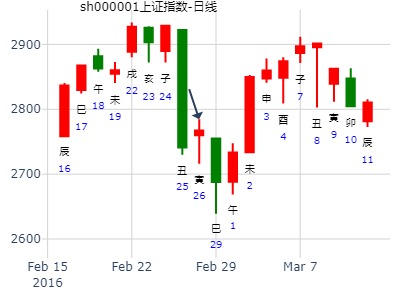 sh000001上证指数-日线
2900
2800
2700
2600
辰
16
巳
17
午
18
未
19
戌
22
亥
23
子
24
丑
25
寅
26
巳
29
午
1
未
2
申
3
酉
4
子
7
丑
8
寅
9
卯
10
辰
11
Feb 15
2016
Feb 22
Feb 29
Mar 7